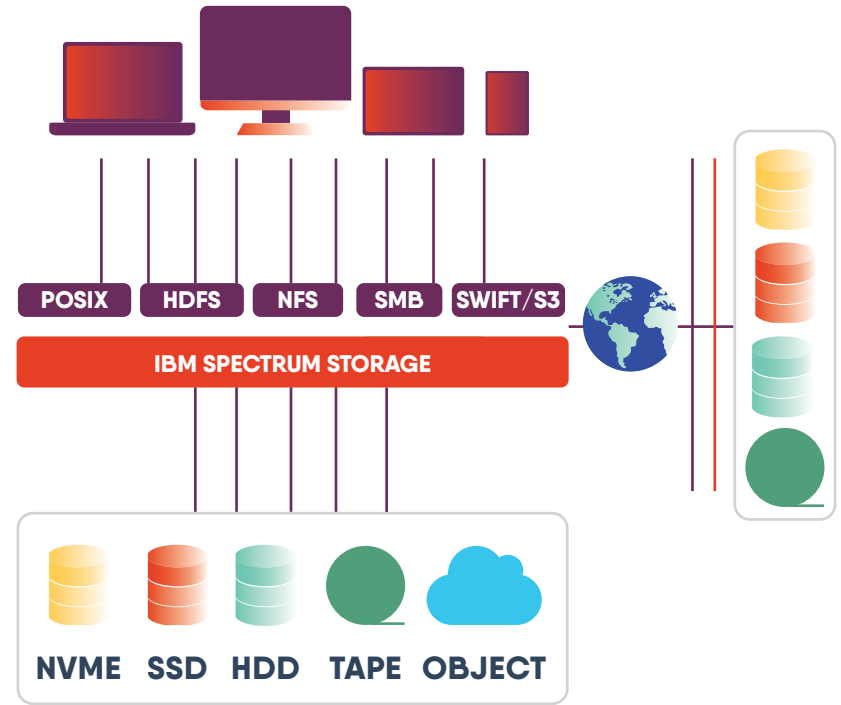 POSIX HDFS NFS SMB SWIFT/S3
IBM SPECTRUM STORAGE
NVME SSD HDD TAPE OBJECT